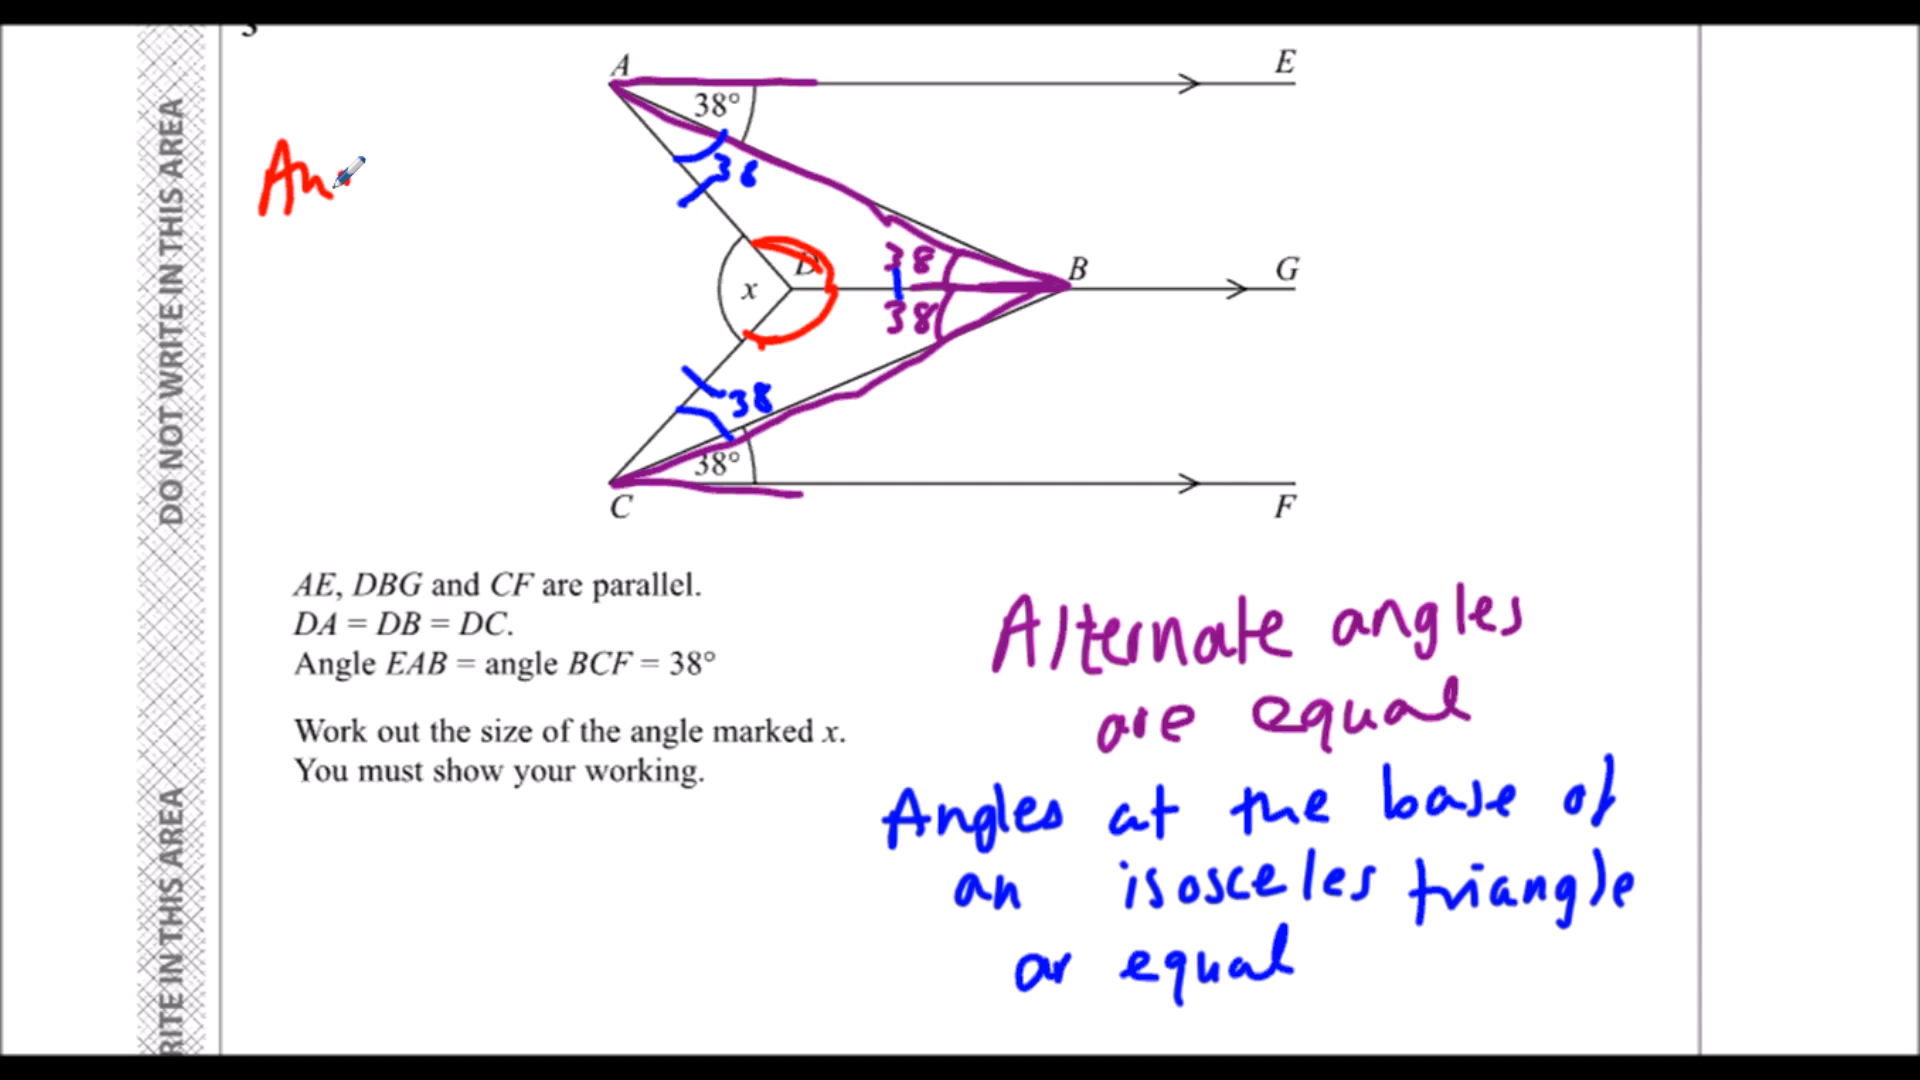 A
E
38°
An
38
D
38
B
G
x
38
38
38°
C
F
DO NOT WRITE IN THIS AREA
AE, DBG and CF are parallel.
DA = DB = DC.
Angle EAB = angle BCF = 38°
Work out the size of the angle marked x.
You must show your working.
Alternate angles
are equal
Angles at the base of
an isosceles triangle
ar equal
RITE IN THIS AREA